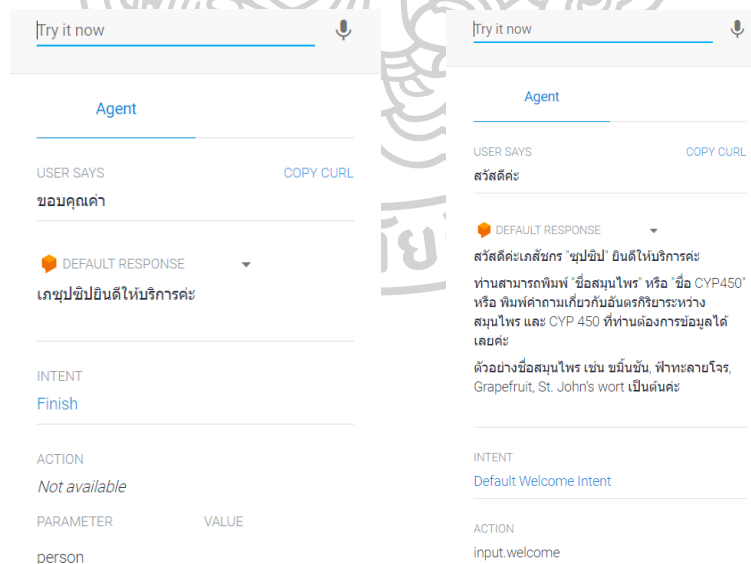 Try it now
Agent
USER SAYS COPY CURL
ขอบคุณค่า
DEFAULT RESPONSE
เภซุปซิปยินดีให้บริการค่ะ
INTENT
Finish
ACTION
Not available
PARAMETER VALUE
person
Try it now
Agent
USER SAYS COPY CURL
สวัสดีค่ะ
DEFAULT RESPONSE
สวัสดีค่ะเภสัชกร "ซุปซิป" ยินดีให้บริการค่ะ
ท่านสามารถพิมพ์ "ชื่อสมุนไพร" หรือ "ชื่อ CYP450"
หรือ พิมพ์คำถามเกี่ยวกับอันตรกิริยาระหว่าง
สมุนไพร และ CYP 450 ที่ท่านต้องการข้อมูลได้
เลยค่ะ
ตัวอย่างชื่อสมุนไพร เช่น ขมิ้นชัน, ฟ้าทะลายโจร,
Grapefruit, St. John's wort เป็นต้นค่ะ
INTENT
Default Welcome Intent
ACTION
input.welcome